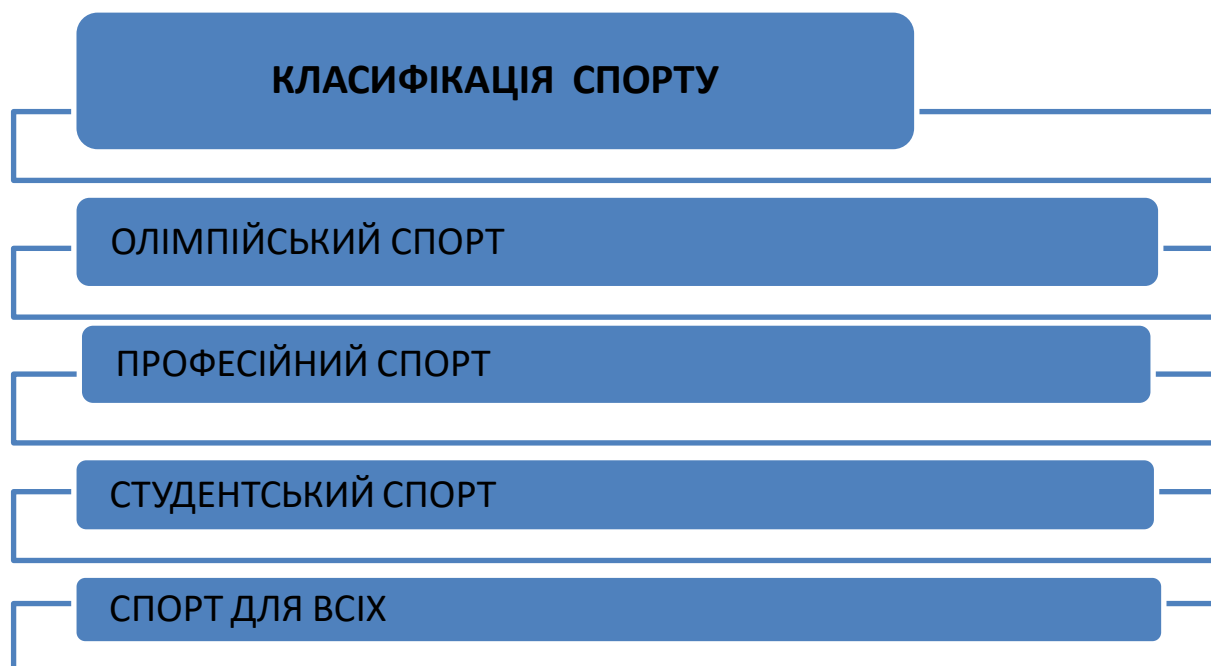 КЛАСИФІКАЦІЯ СПОРТУ
ОЛІМПІЙСЬКИЙ СПОРТ
ПРОФЕСІЙНИЙ СПОРТ
СТУДЕНТСЬКИЙ СПОРТ
СПОРТ ДЛЯ ВСІХ